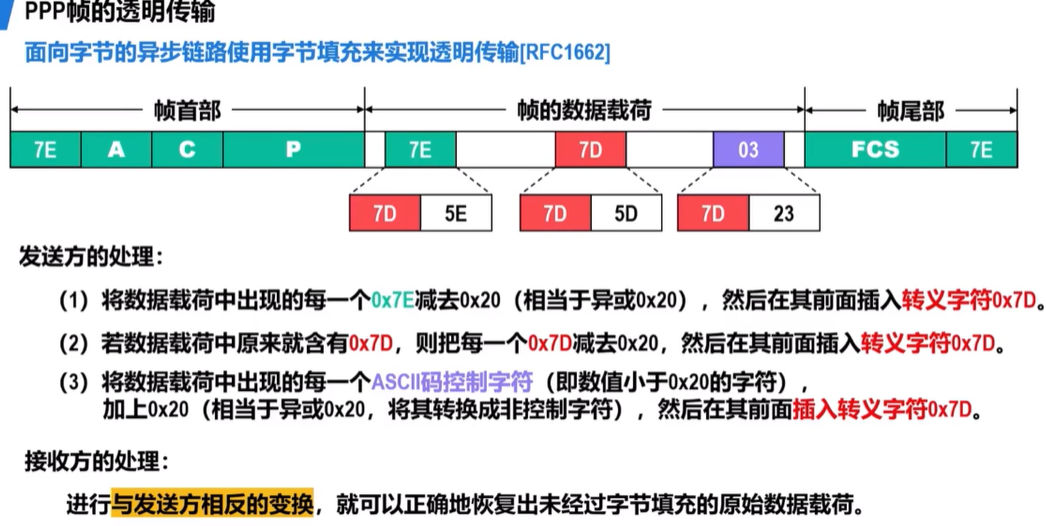 PPP帧的透明传输
面向字节的异步链路使用字节填充来实现透明传输[RFC1662]
帧首部 帧的数据载荷 帧尾部
7E A C P 7E 7D 03 FCS 7E
7D 5E 7D 5D 7D 23
发送方的处理：
（1）将数据载荷中出现的每一个0x7E减去0x20（相当于异或0x20），然后在其前面插入转义字符0x7D。
（2）若数据载荷中原来就含有0x7D，则把每一个0x7D减去0x20，然后在其前面插入转义字符0x7D。
（3）将数据载荷中出现的每一个ASCII码控制字符（即数值小于0x20的字符），
加上0x20（相当于异或0x20，将其转换成非控制字符），然后在其前面插入转义字符0x7D。
接收方的处理：
进行与发送方相反的变换，就可以正确地恢复出未经过字节填充的原始数据载荷。